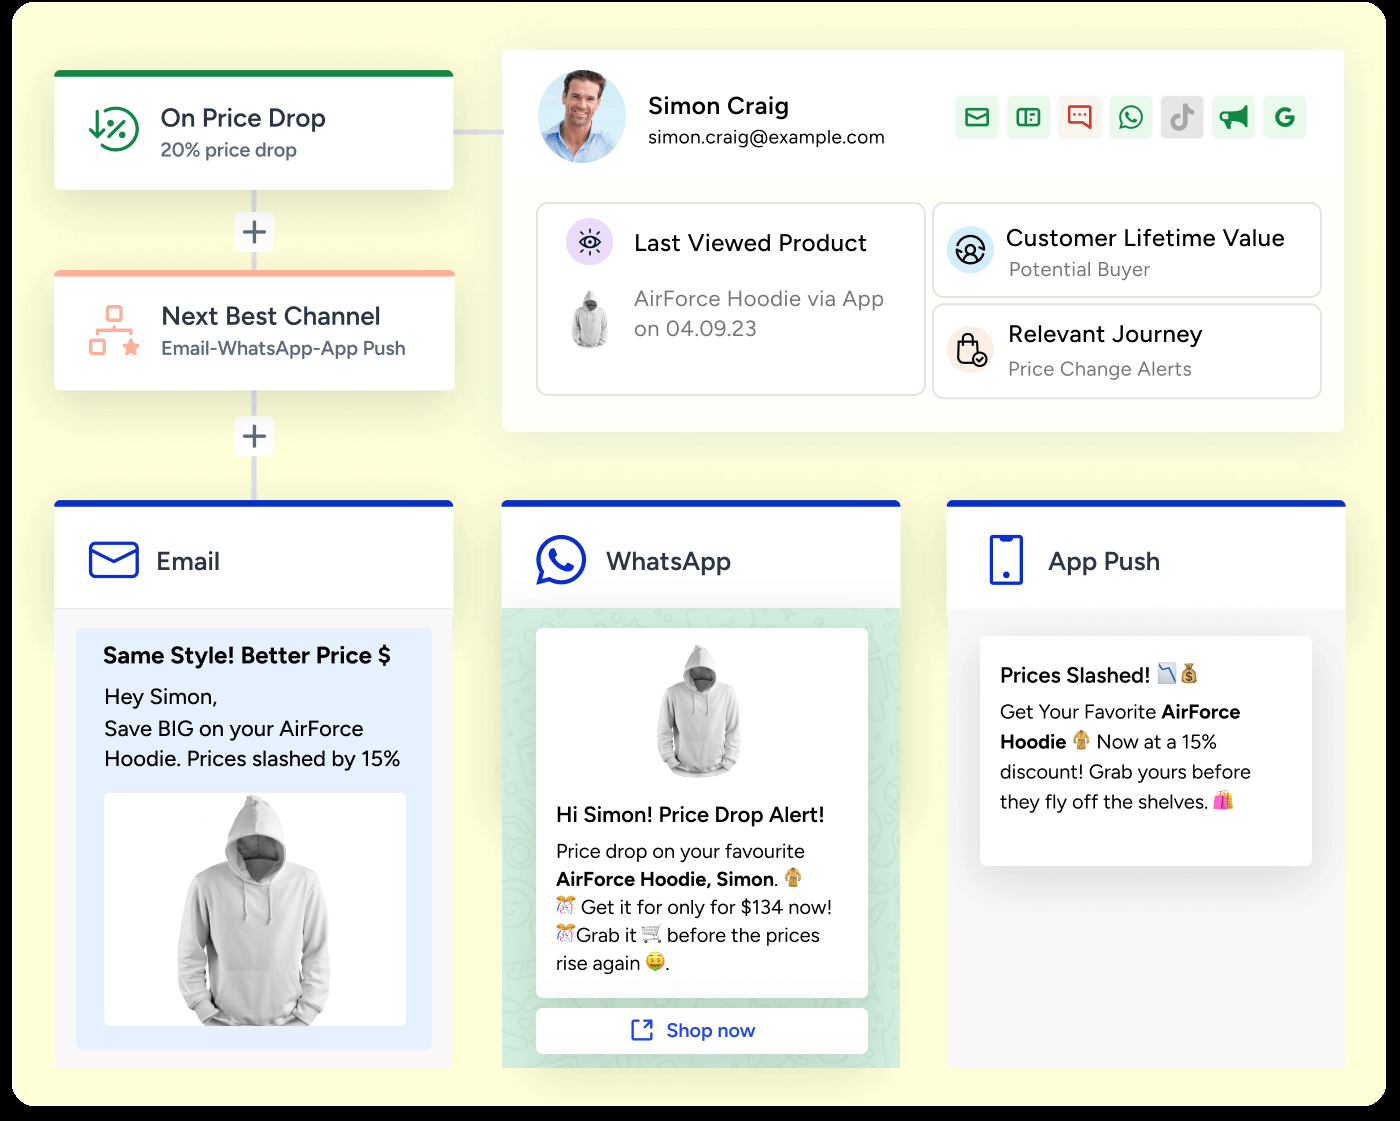 On Price Drop
20% price drop
Simon Craig
simon.craig@example.com
Last Viewed Product
AirForce Hoodie via App
on 04.09.23
Customer Lifetime Value
Potential Buyer
Relevant Journey
Price Change Alerts
Next Best Channel
Email-WhatsApp-App Push
Email
Same Style! Better Price $
Hey Simon,
Save BIG on your AirForce
Hoodie. Prices slashed by 15%
WhatsApp
Hi Simon! Price Drop Alert!
Price drop on your favourite
AirForce Hoodie, Simon. 🧥
🎊 Get it for only for $134 now!
🎊Grab it 🛒 before the prices
rise again 🤑.
Shop now
App Push
Prices Slashed! 📉💰
Get Your Favorite AirForce
Hoodie 🧥 Now at a 15%
discount! Grab yours before
they fly off the shelves. 🛍️